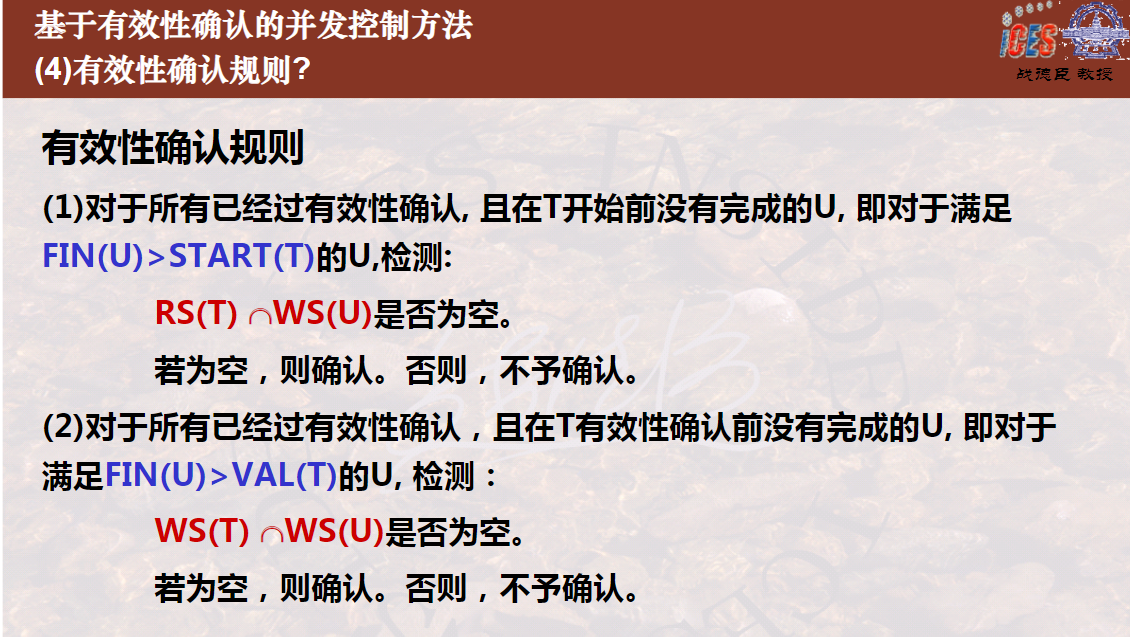 基于有效性确认的并发控制方法
(4)有效性确认规则?
iCES
战德臣 教授
有效性确认规则
(1)对于所有已经过有效性确认, 且在T开始前没有完成的U, 即对于满足
FIN(U)>START(T)的U,检测:
RS(T) ∩WS(U)是否为空。
若为空，则确认。否则，不予确认。
(2)对于所有已经过有效性确认，且在T有效性确认前没有完成的U, 即对于
满足FIN(U)>VAL(T)的U, 检测：
WS(T) ∩WS(U)是否为空。
若为空，则确认。否则，不予确认。